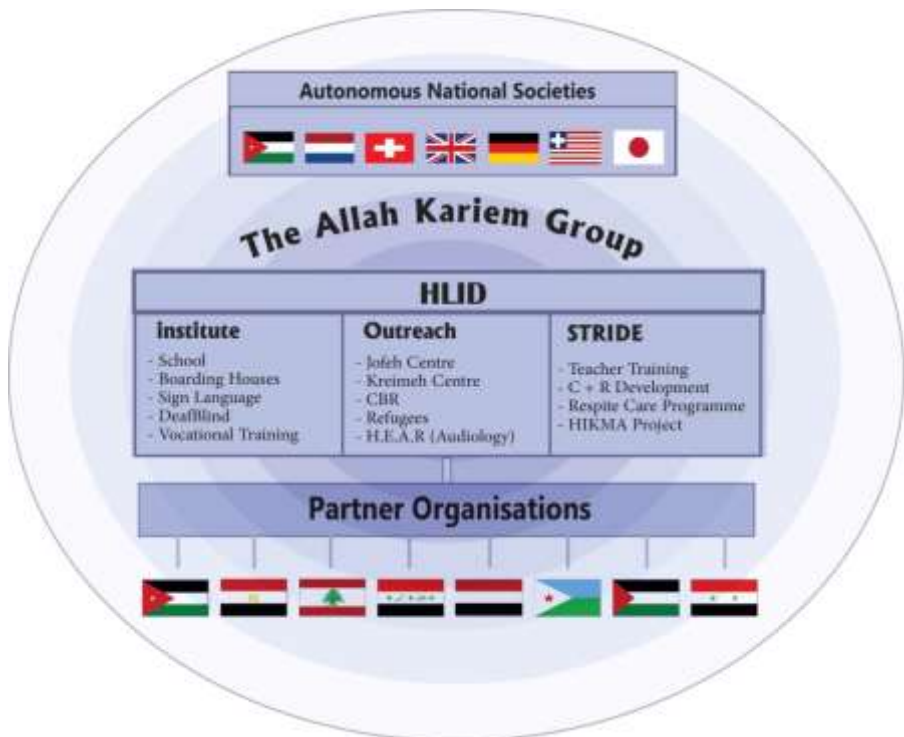 Autonomous National Societies
The Allah Kariem Group
HLID
Institute
- School
- Boarding Houses
- Sign Language
- DeafBlind
- Vocational Training
Outreach
- Jofeh Centre
- Kreimeh Centre
- CBR
- Refugees
- H.E.A.R (Audiology)
STRIDE
- Teacher Training
- C + R Development
- Respite Care Programme
- HIKMA Project
Partner Organisations